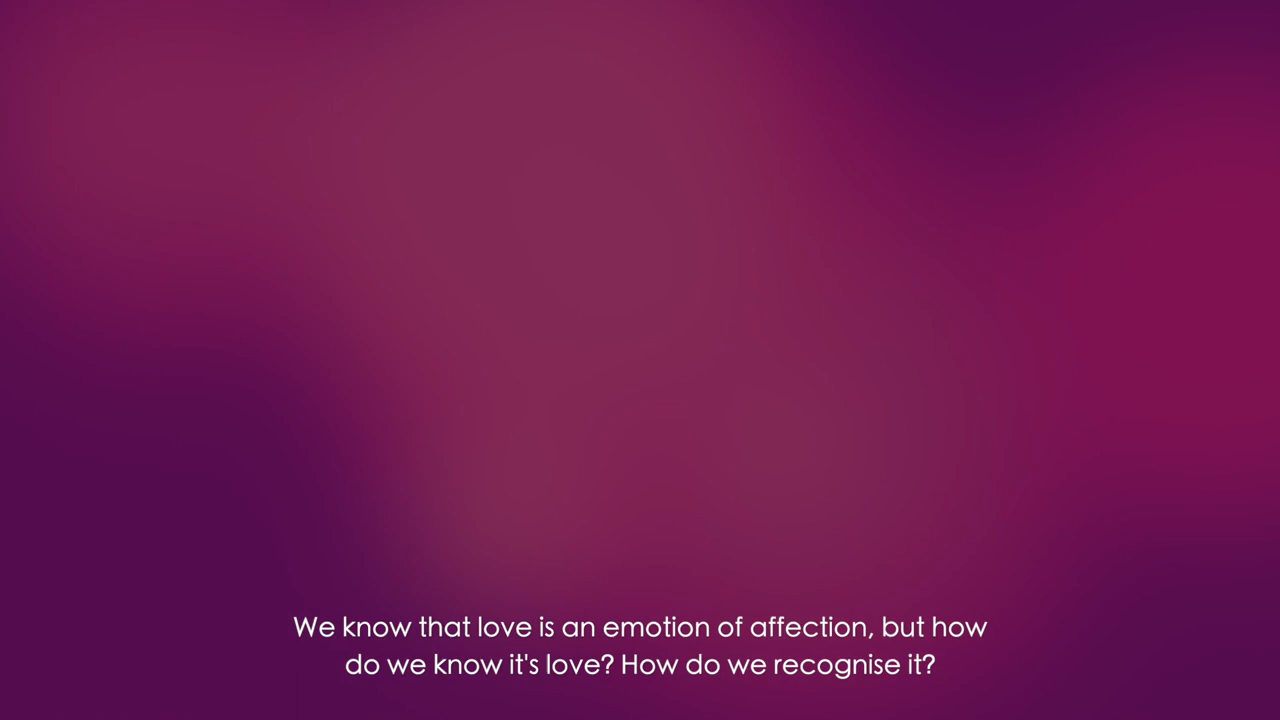 We know that love is an emotion of affection, but how
do we know it's love? How do we recognise it?